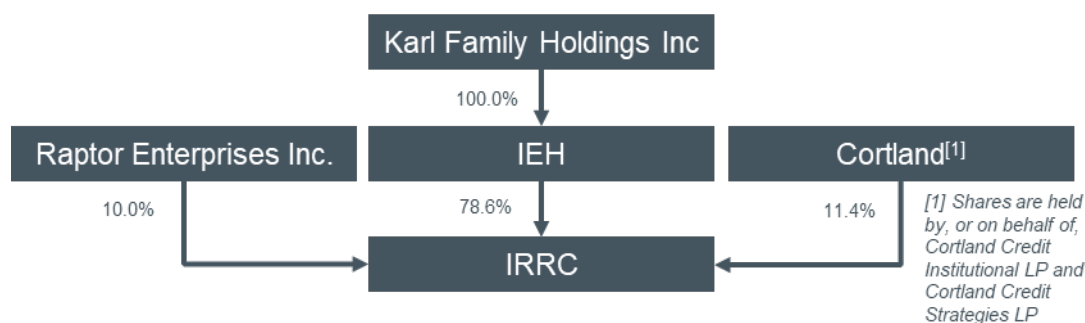 Karl Family Holdings Inc
100.0%
Raptor Enterprises Inc.
IEH
Cortland[1]
10.0%
78.6%
11.4%
[1] Shares are held
by, or on behalf of,
Cortland Credit
Institutional LP and
Cortland Credit
Strategies LP
IRRC